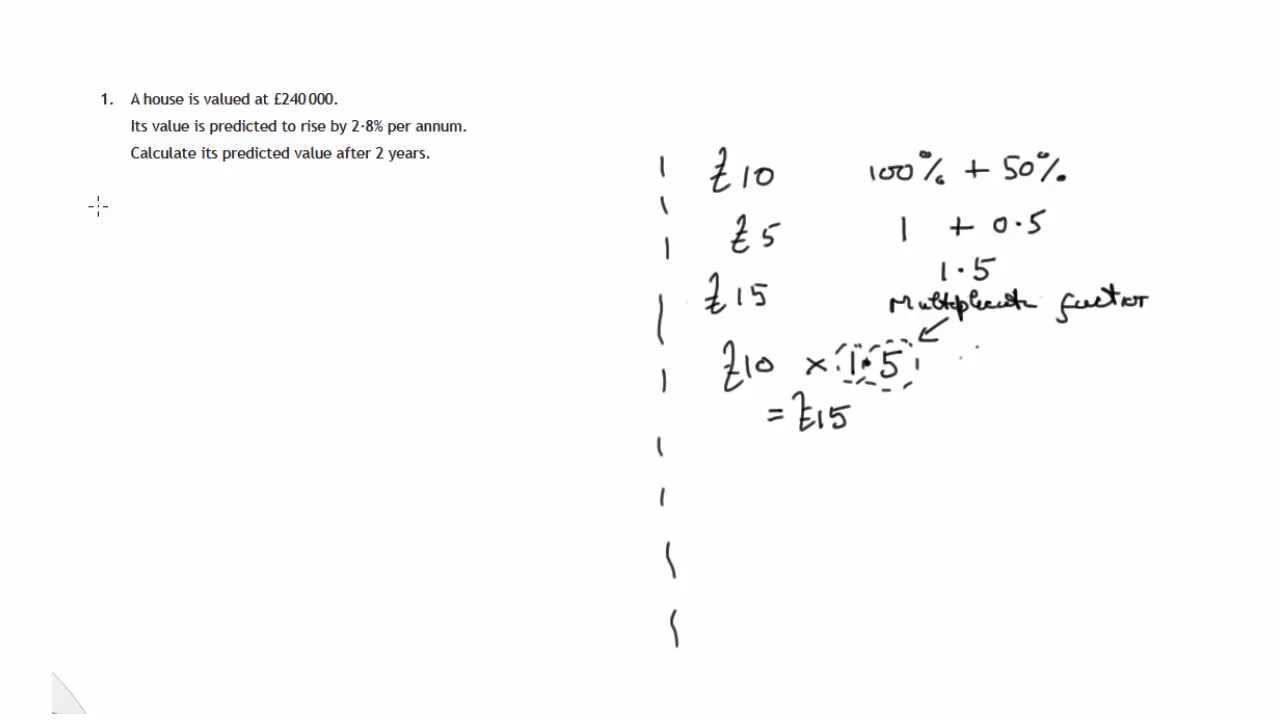 1. A house is valued at £240 000.
Its value is predicted to rise by 2·8% per annum.
Calculate its predicted value after 2 years.
£10 100% + 50%
£5 1 + 0·5
1·5
£15 factor
£10 × 1·5
= £15